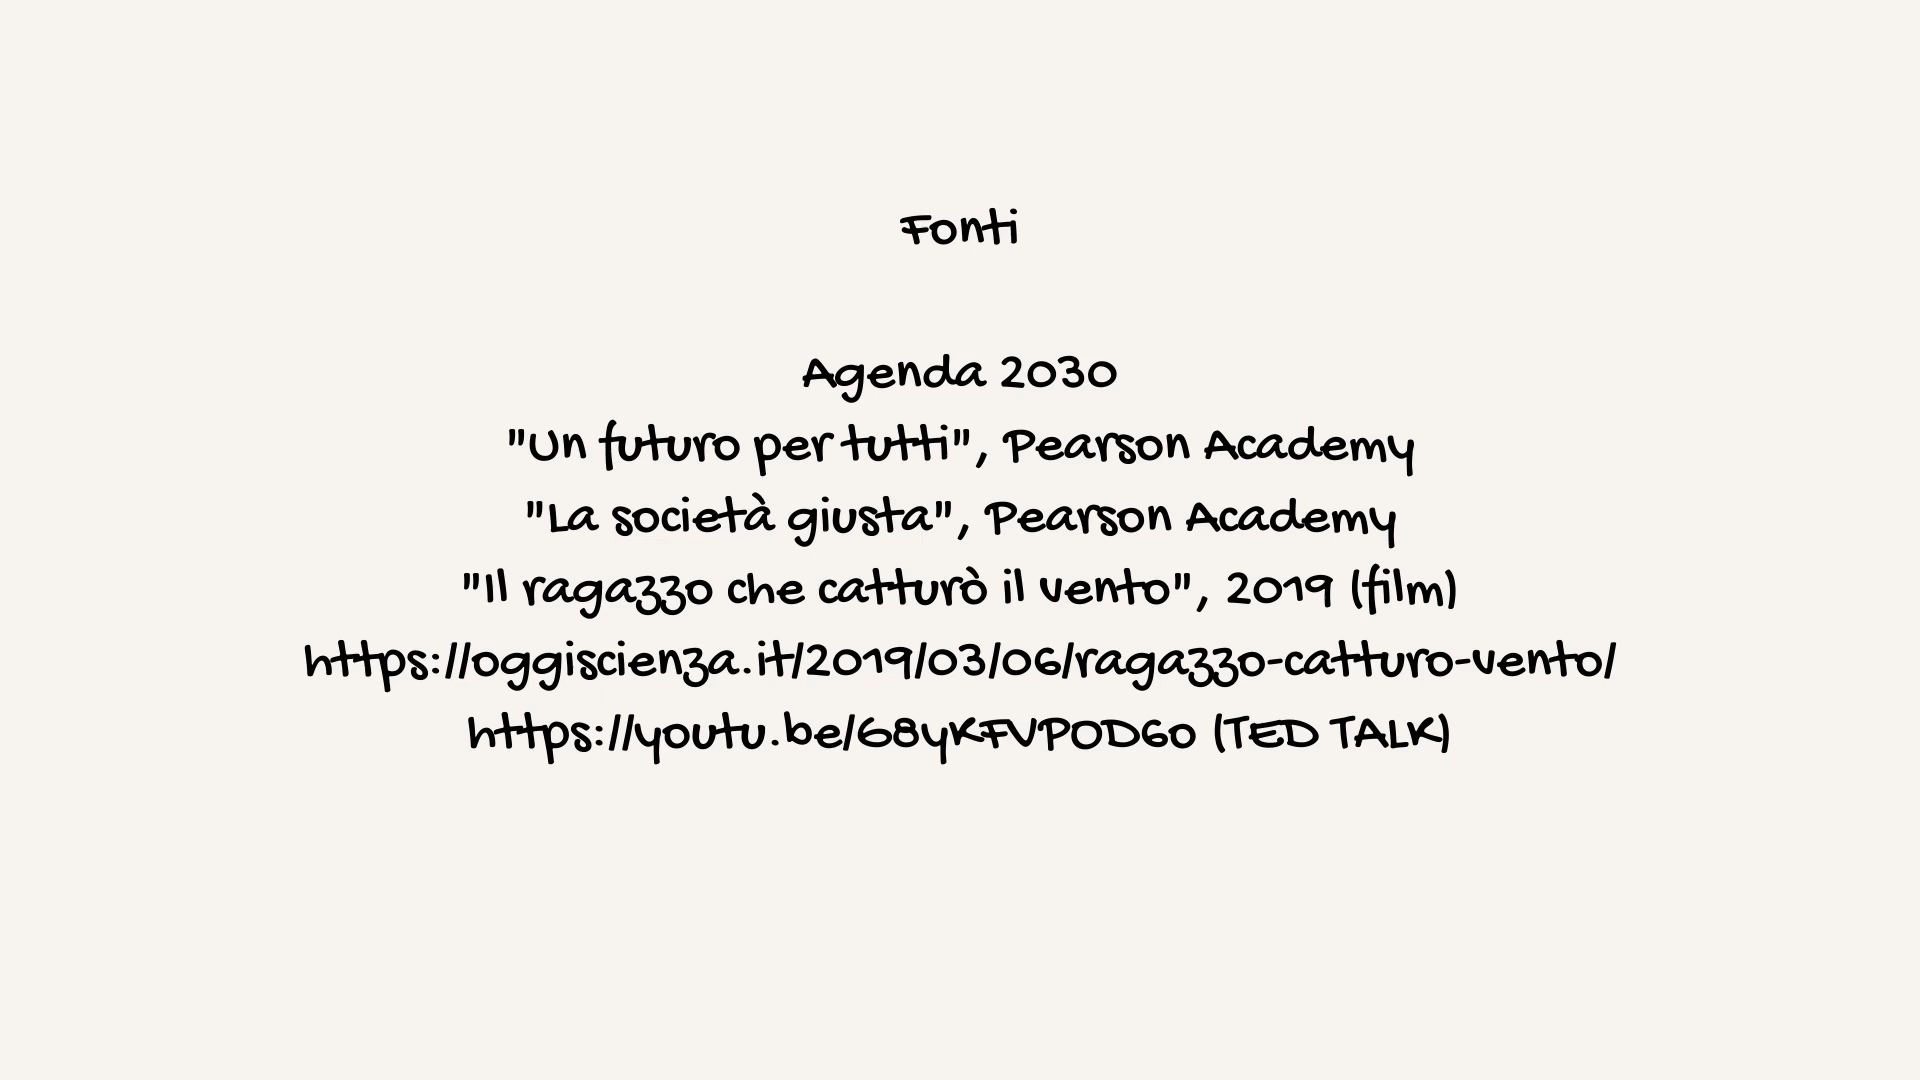 Fonti
Agenda 2030
"Un futuro per tutti", Pearson Academy
"La società giusta", Pearson Academy
"Il ragazzo che catturò il vento", 2019 (film)
https://oggiscienza.it/2019/03/06/ragazzo-catturo-vento/
https://youtu.be/68yKFVPOD6o (TED TALK)